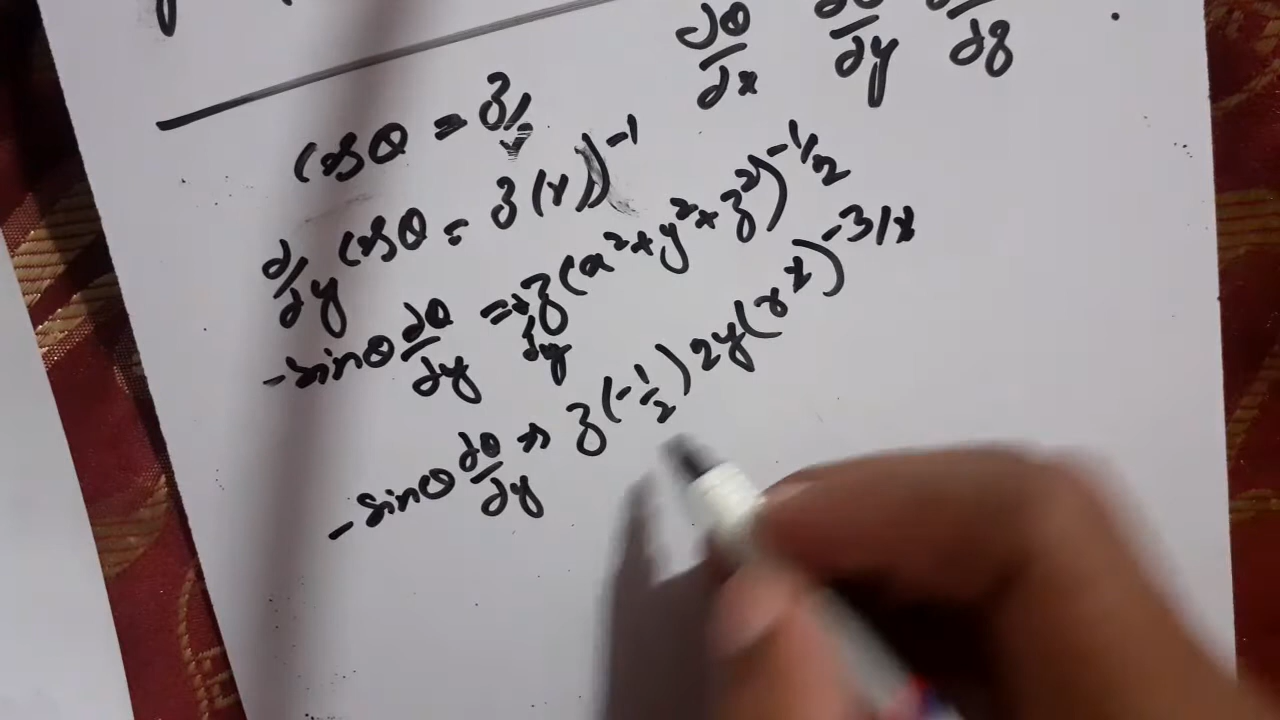 ∂θ/∂x ∂θ/∂y ∂z
cosθ = z/r
∂/∂y cosθ = z(r)^-1
-sinθ ∂θ/∂y = z ∂/∂y (x²+y²+z²)^-1/2
-sinθ ∂θ/∂y = z(-1/2) 2y(r²)^-3/2